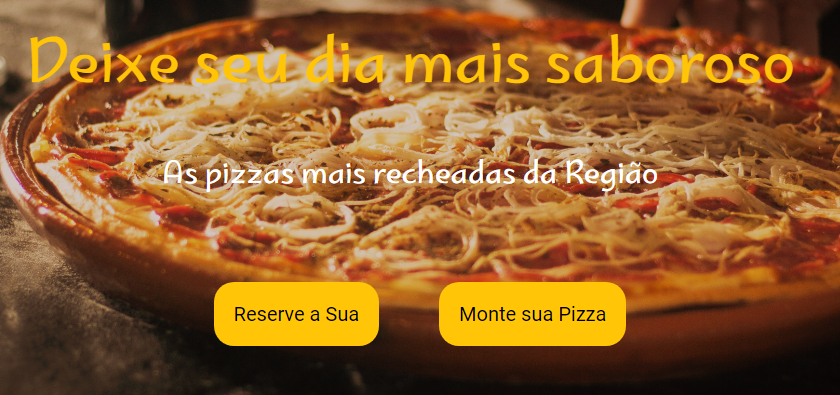 Deixe seu dia mais saboroso
As pizzas mais recheadas da Região
Reserve a Sua
Monte sua Pizza